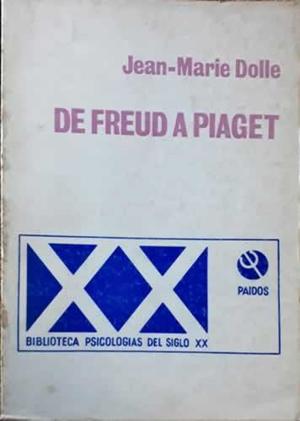 Jean-Marie Dolle
DE FREUD A PIAGET
XX
PAIDOS
BIBLIOTECA PSICOLOGIAS DEL SIGLO XX